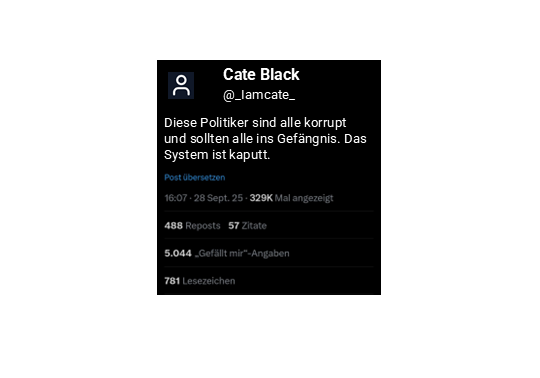 Cate Black
@_Iamcate_
Diese Politiker sind alle korrupt
und sollten alle ins Gefängnis. Das
System ist kaputt.
Post übersetzen
16:07 · 28 Sept. 25 · 329K Mal angezeigt
488 Reposts 57 Zitate
5.044 „Gefällt mir“-Angaben
781 Lesezeichen